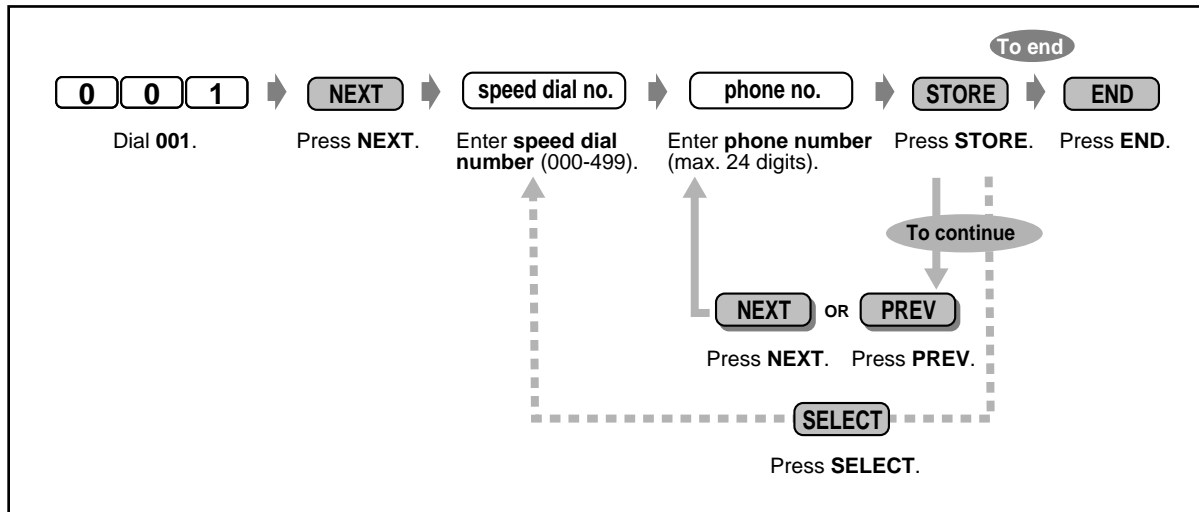 To end
0 0 1 NEXT speed dial no. phone no. STORE END
Dial 001. Press NEXT. Enter speed dial Enter phone number Press STORE. Press END.
number (000-499). (max. 24 digits).
To continue
NEXT OR PREV
Press NEXT. Press PREV.
SELECT
Press SELECT.